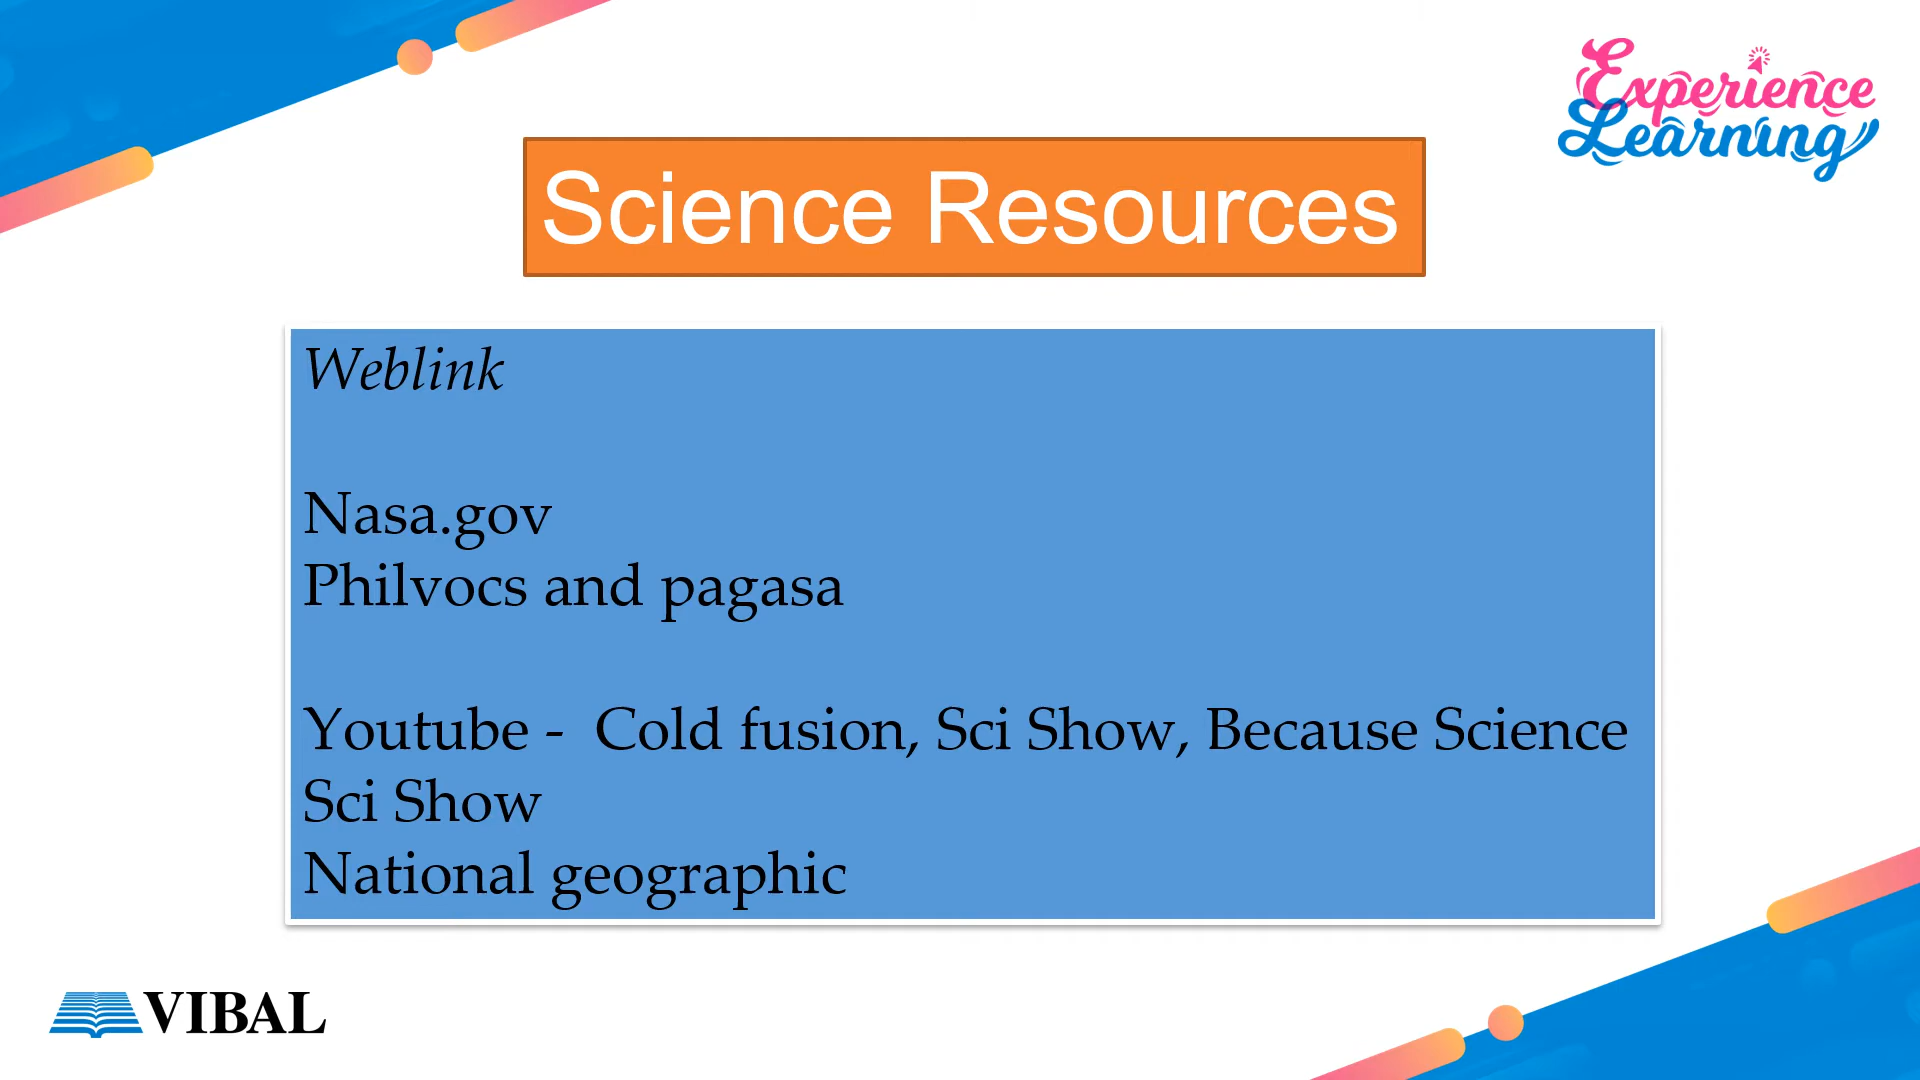 Experience
Learning
Science Resources
Weblink
Nasa.gov
Philvocs and pagasa
Youtube -  Cold fusion, Sci Show, Because Science
Sci Show
National geographic
VIBAL